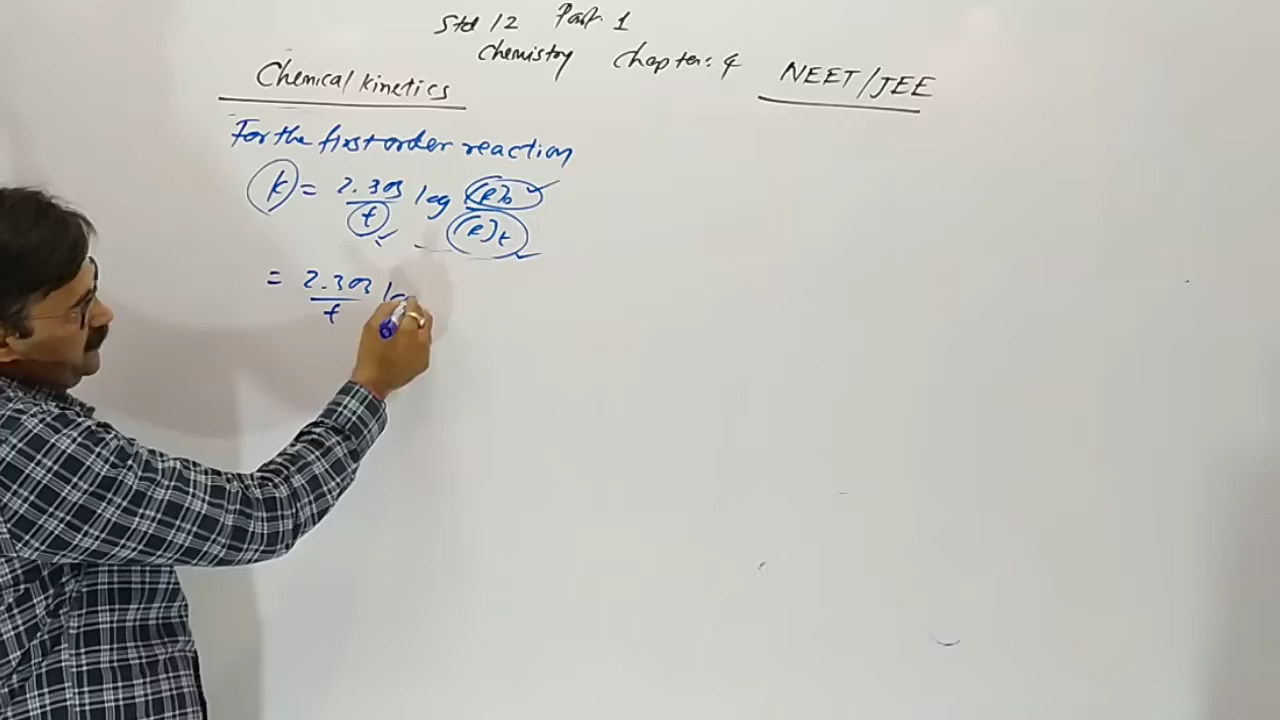 Std 12 Part. 1
Chemistry Chapter: 4
NEET/JEE
Chemical kinetics
For the first order reaction
k = 2.303/t log [R]0/[R]t
= 2.303/t log